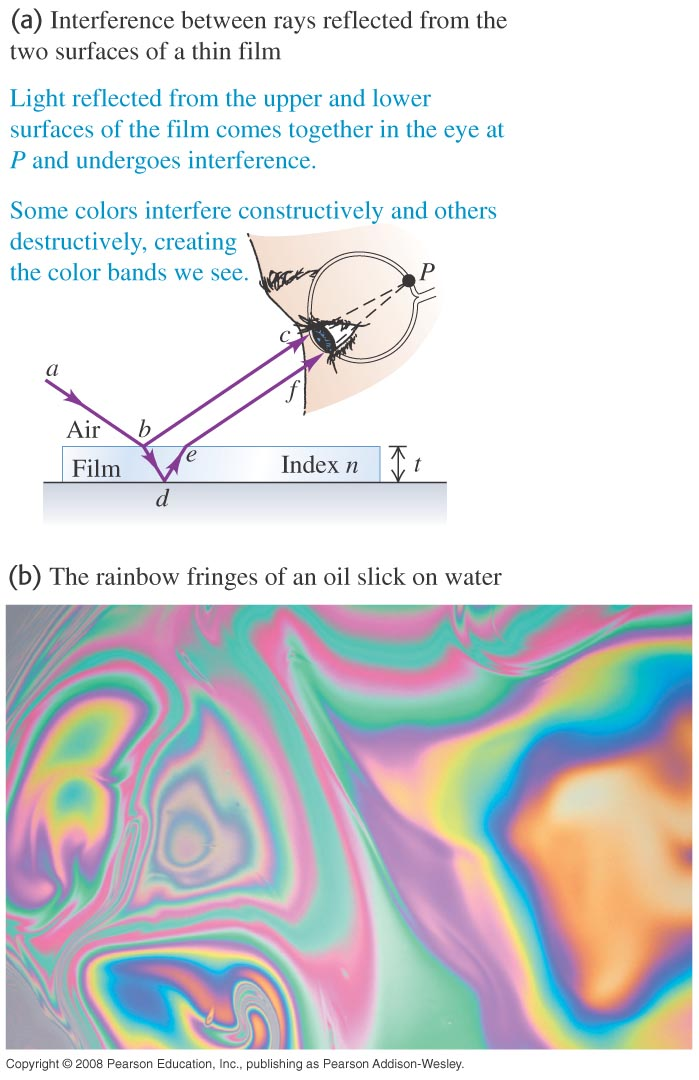 (a) Interference between rays reflected from the
two surfaces of a thin film
Light reflected from the upper and lower
surfaces of the film comes together in the eye at
P and undergoes interference.
Some colors interfere constructively and others
destructively, creating
the color bands we see.
P
c
a
f
Air
b
e
Film
Index n
t
d
(b) The rainbow fringes of an oil slick on water
Copyright © 2008 Pearson Education, Inc., publishing as Pearson Addison-Wesley.